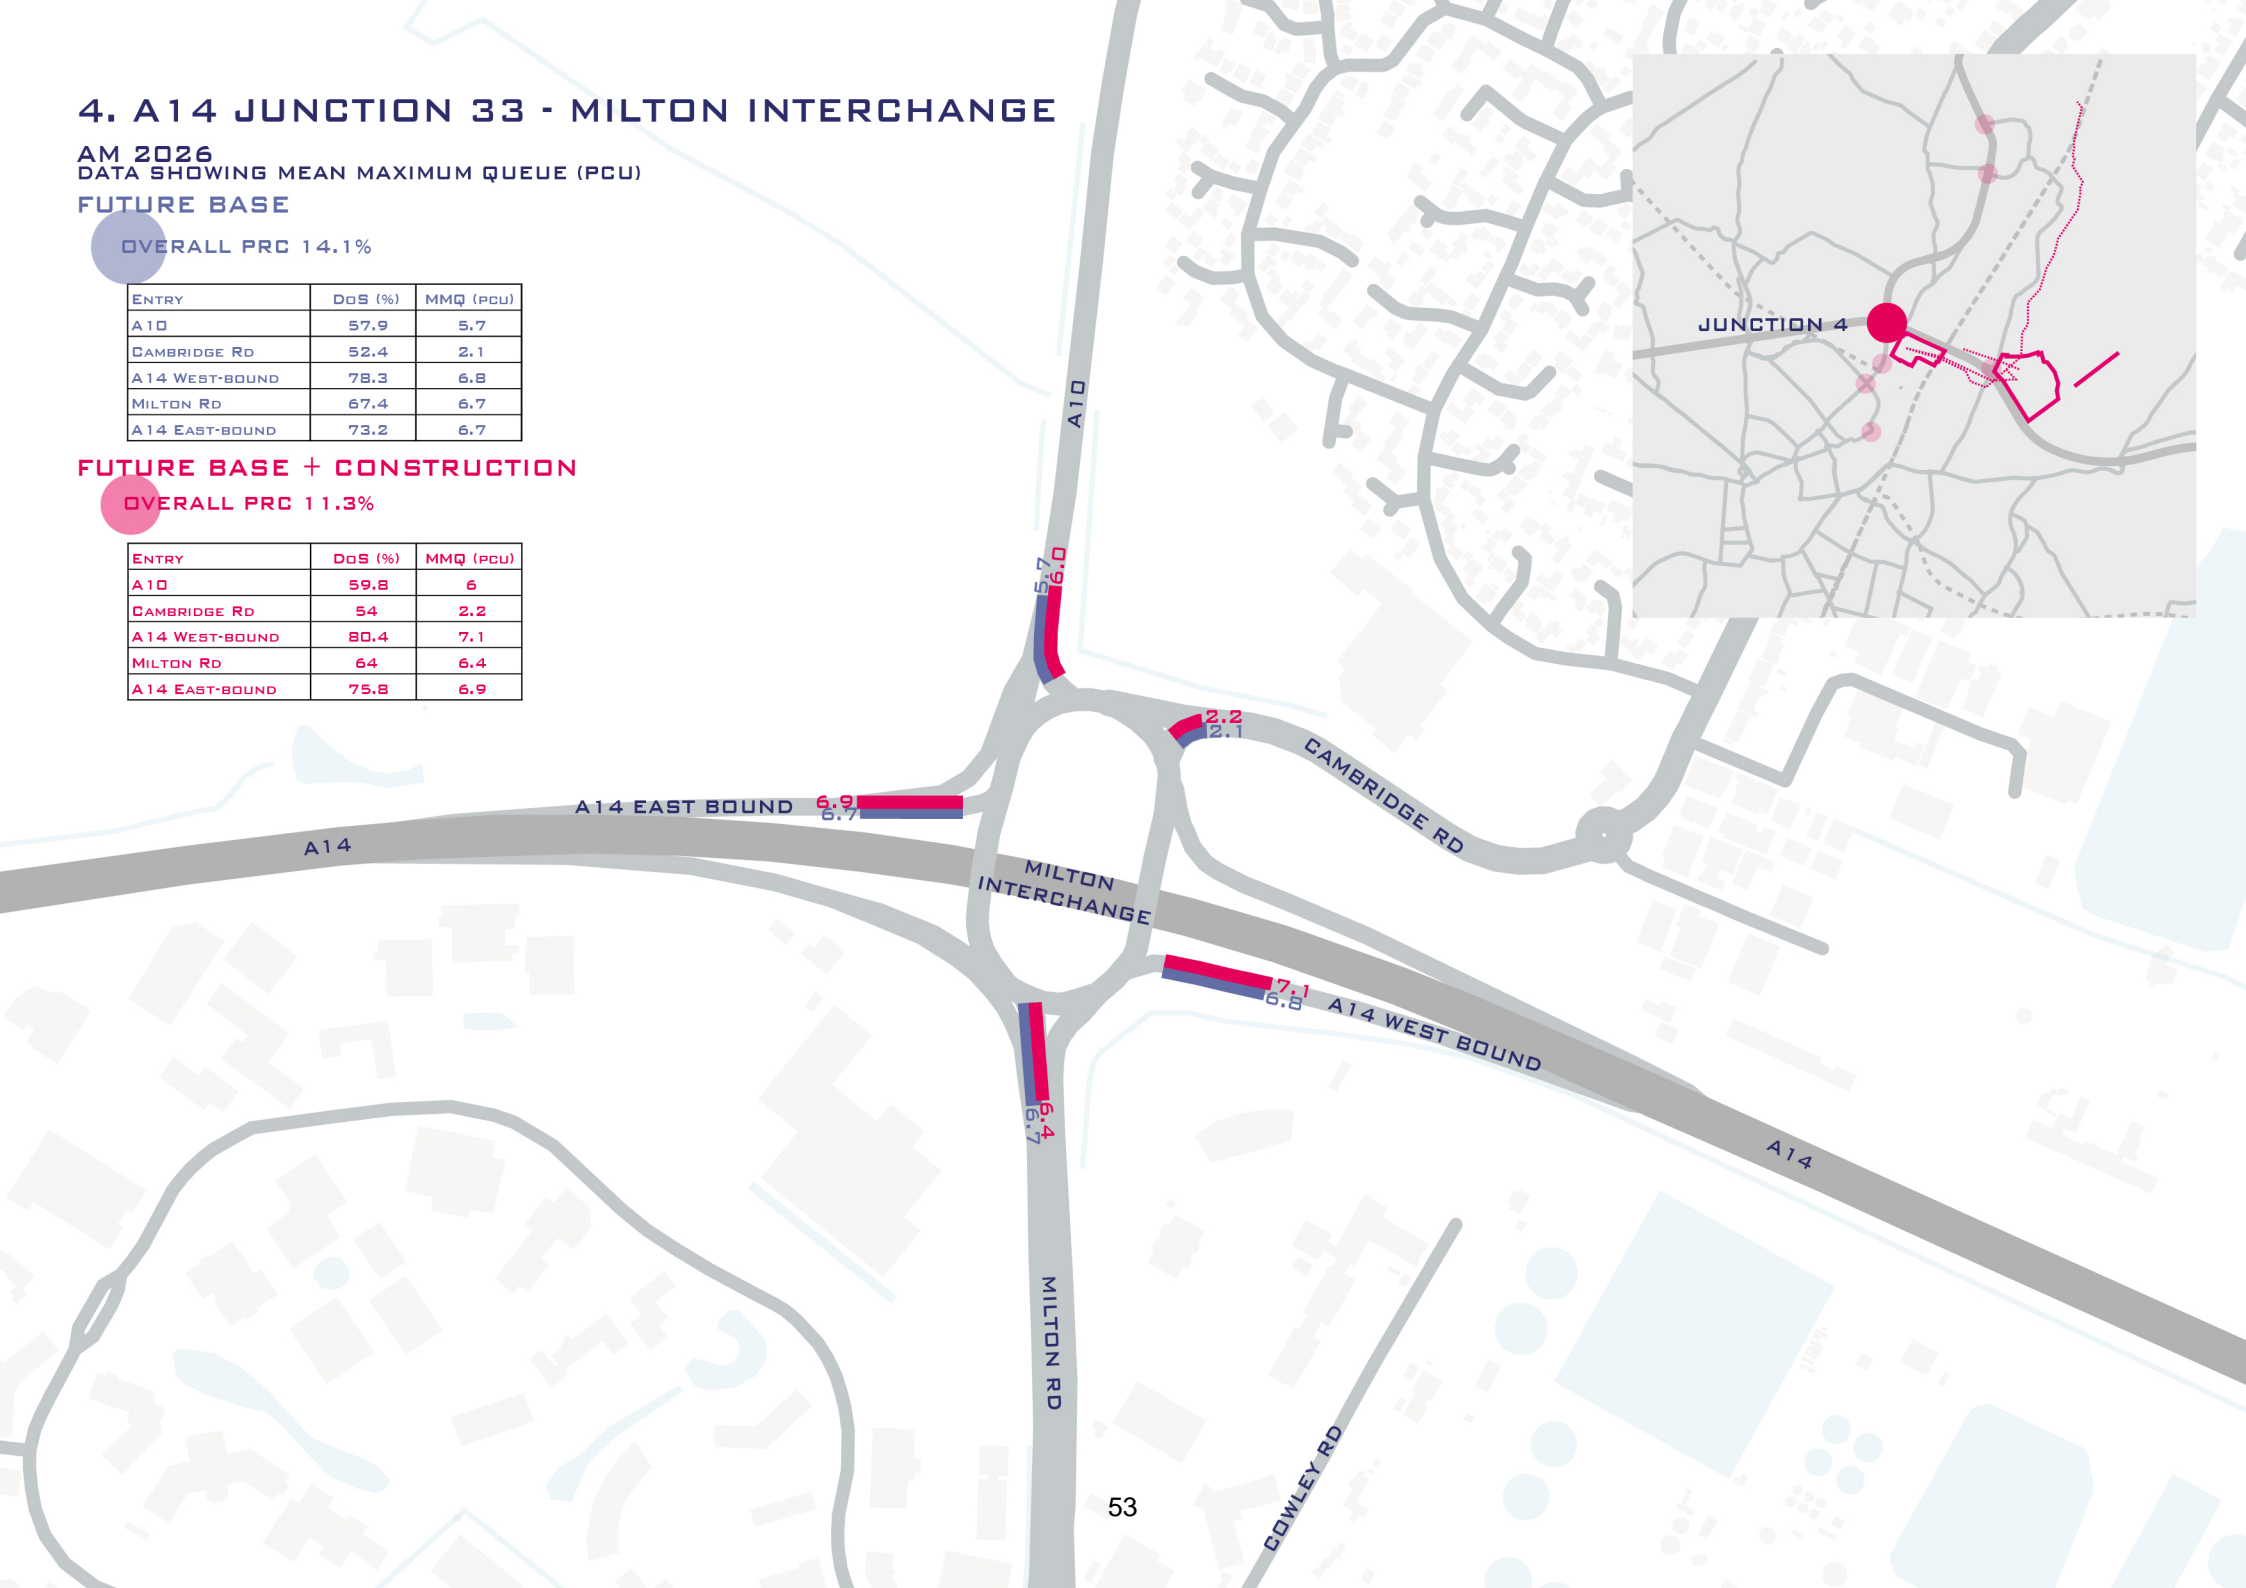 4. A14 JUNCTION 33 - MILTON INTERCHANGE
AM 2026
DATA SHOWING MEAN MAXIMUM QUEUE (PCU)
FUTURE BASE
OVERALL PRC 14.1%
ENTRY DOS (%) MMQ (PCU)
A10 57.9 5.7
CAMBRIDGE RD 52.4 2.1
A14 WEST-BOUND 78.3 6.8
MILTON RD 67.4 6.7
A14 EAST-BOUND 73.2 6.7
FUTURE BASE + CONSTRUCTION
OVERALL PRC 11.3%
ENTRY DOS (%) MMQ (PCU)
A10 59.8 6
CAMBRIDGE RD 54 2.2
A14 WEST-BOUND 80.4 7.1
MILTON RD 64 6.4
A14 EAST-BOUND 75.8 6.9
JUNCTION 4
A10
5.7
6.0
2.2
2.1
CAMBRIDGE RD
A14 EAST BOUND
6.9
6.7
A14
MILTON
INTERCHANGE
7.1
6.8
A14 WEST BOUND
6.7
6.4
A14
MILTON RD
COWLEY RD
53